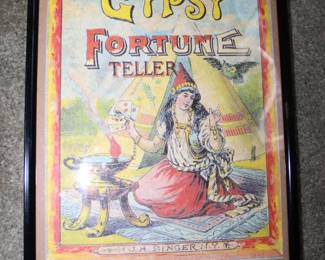 GYPSY
FORTUNE
TELLER
J.H. SINGER, N.Y.